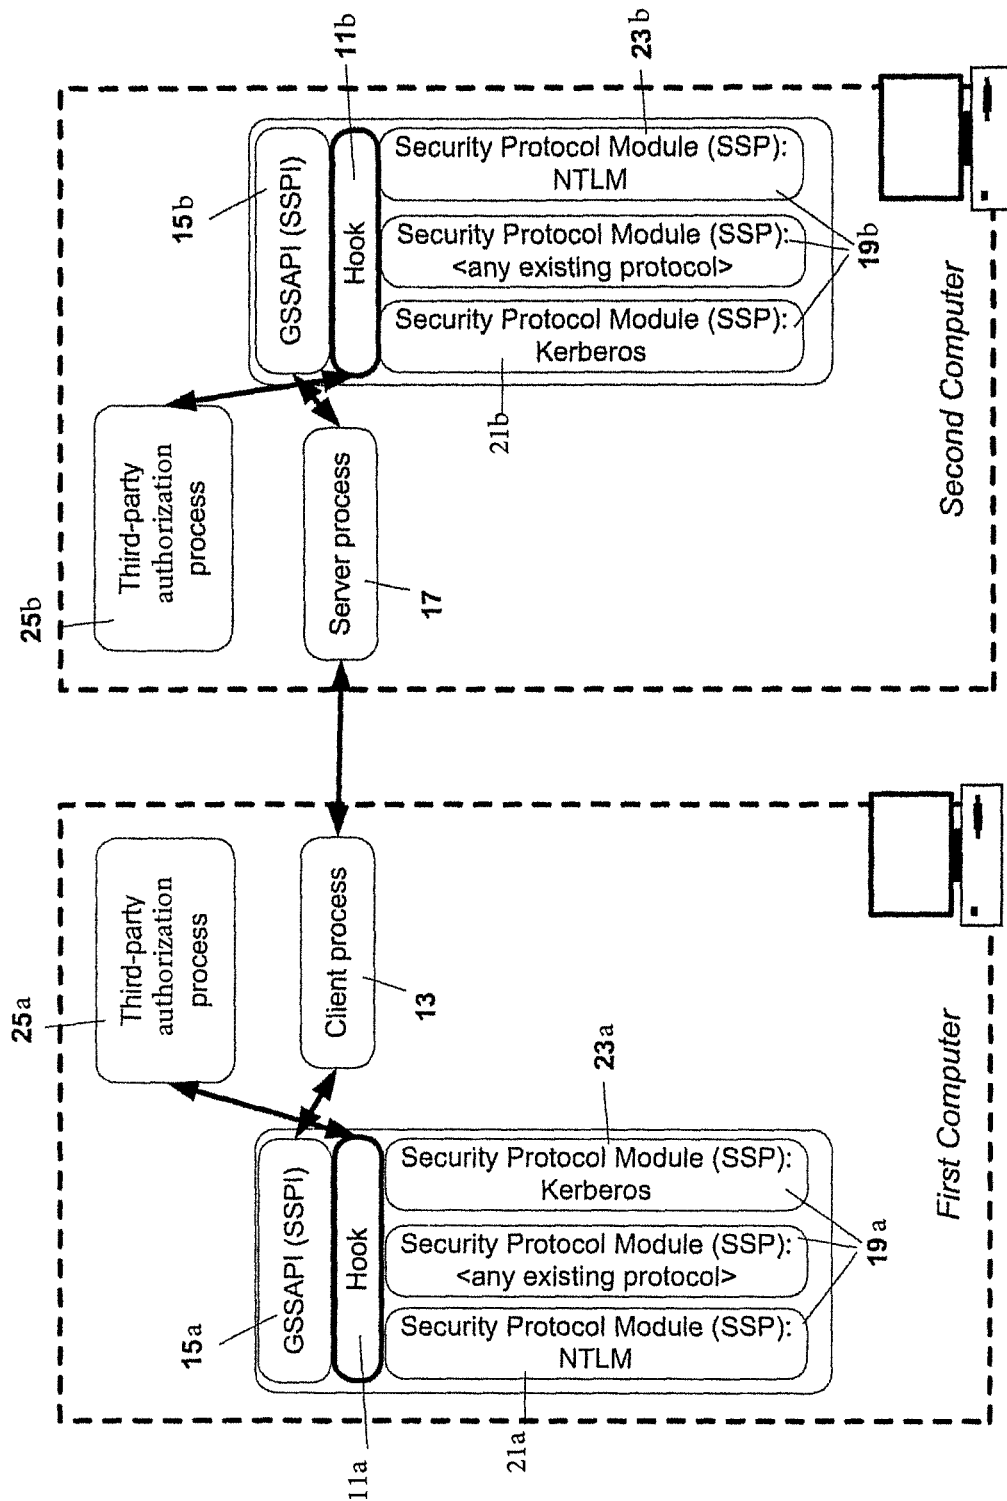 25a
Third-party
authorization
process
15a
GSSAPI (SSPI)
Client process
13
11a
Hook
Security Protocol Module (SSP):
NTLM
Security Protocol Module (SSP):
<any existing protocol>
Security Protocol Module (SSP):
Kerberos
21a
23a
19a
First Computer
25b
Third-party
authorization
process
15b
GSSAPI (SSPI)
Server process
17
11b
Hook
Security Protocol Module (SSP):
Kerberos
Security Protocol Module (SSP):
<any existing protocol>
Security Protocol Module (SSP):
NTLM
21b
23b
19b
Second Computer